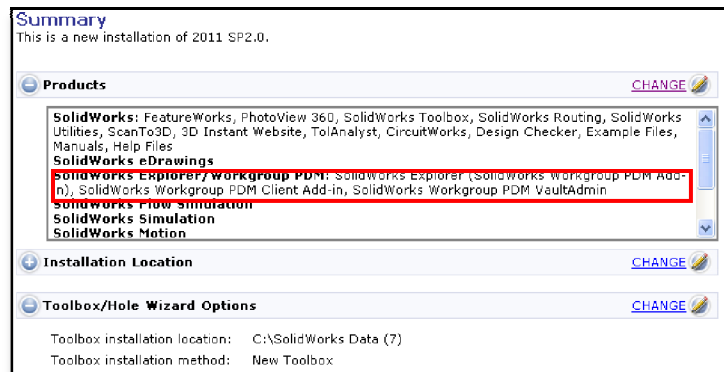 Summary
This is a new installation of 2011 SP2.0.
Products CHANGE
SolidWorks: FeatureWorks, PhotoView 360, SolidWorks Toolbox, SolidWorks Routing, SolidWorks
Utilities, ScanTo3D, 3D Instant Website, TolAnalyst, CircuitWorks, Design Checker, Example Files,
Manuals, Help Files
SolidWorks eDrawings
SolidWorks Explorer/Workgroup PDM: SolidWorks Explorer (SolidWorks Workgroup PDM Add-
in), SolidWorks Workgroup PDM Client Add-in, SolidWorks Workgroup PDM VaultAdmin
SolidWorks Flow Simulation
SolidWorks Simulation
SolidWorks Motion
Installation Location CHANGE
Toolbox/Hole Wizard Options CHANGE
Toolbox installation location: C:\SolidWorks Data (7)
Toolbox installation method: New Toolbox